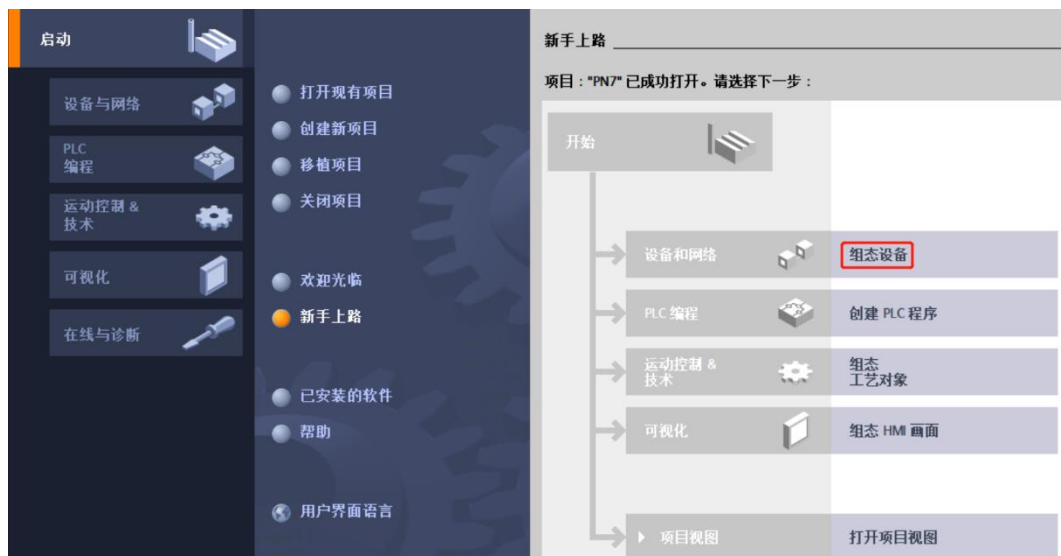 启动
设备与网络
PLC
编程
运动控制 &
技术
可视化
在线与诊断
打开现有项目
创建新项目
移植项目
关闭项目
欢迎光临
新手上路
已安装的软件
帮助
用户界面语言
新手上路
项目："PN7" 已成功打开。请选择下一步：
开始
设备和网络
组态设备
PLC 编程
创建 PLC 程序
运动控制 &
技术
组态
工艺对象
可视化
组态 HMI 画面
项目视图
打开项目视图